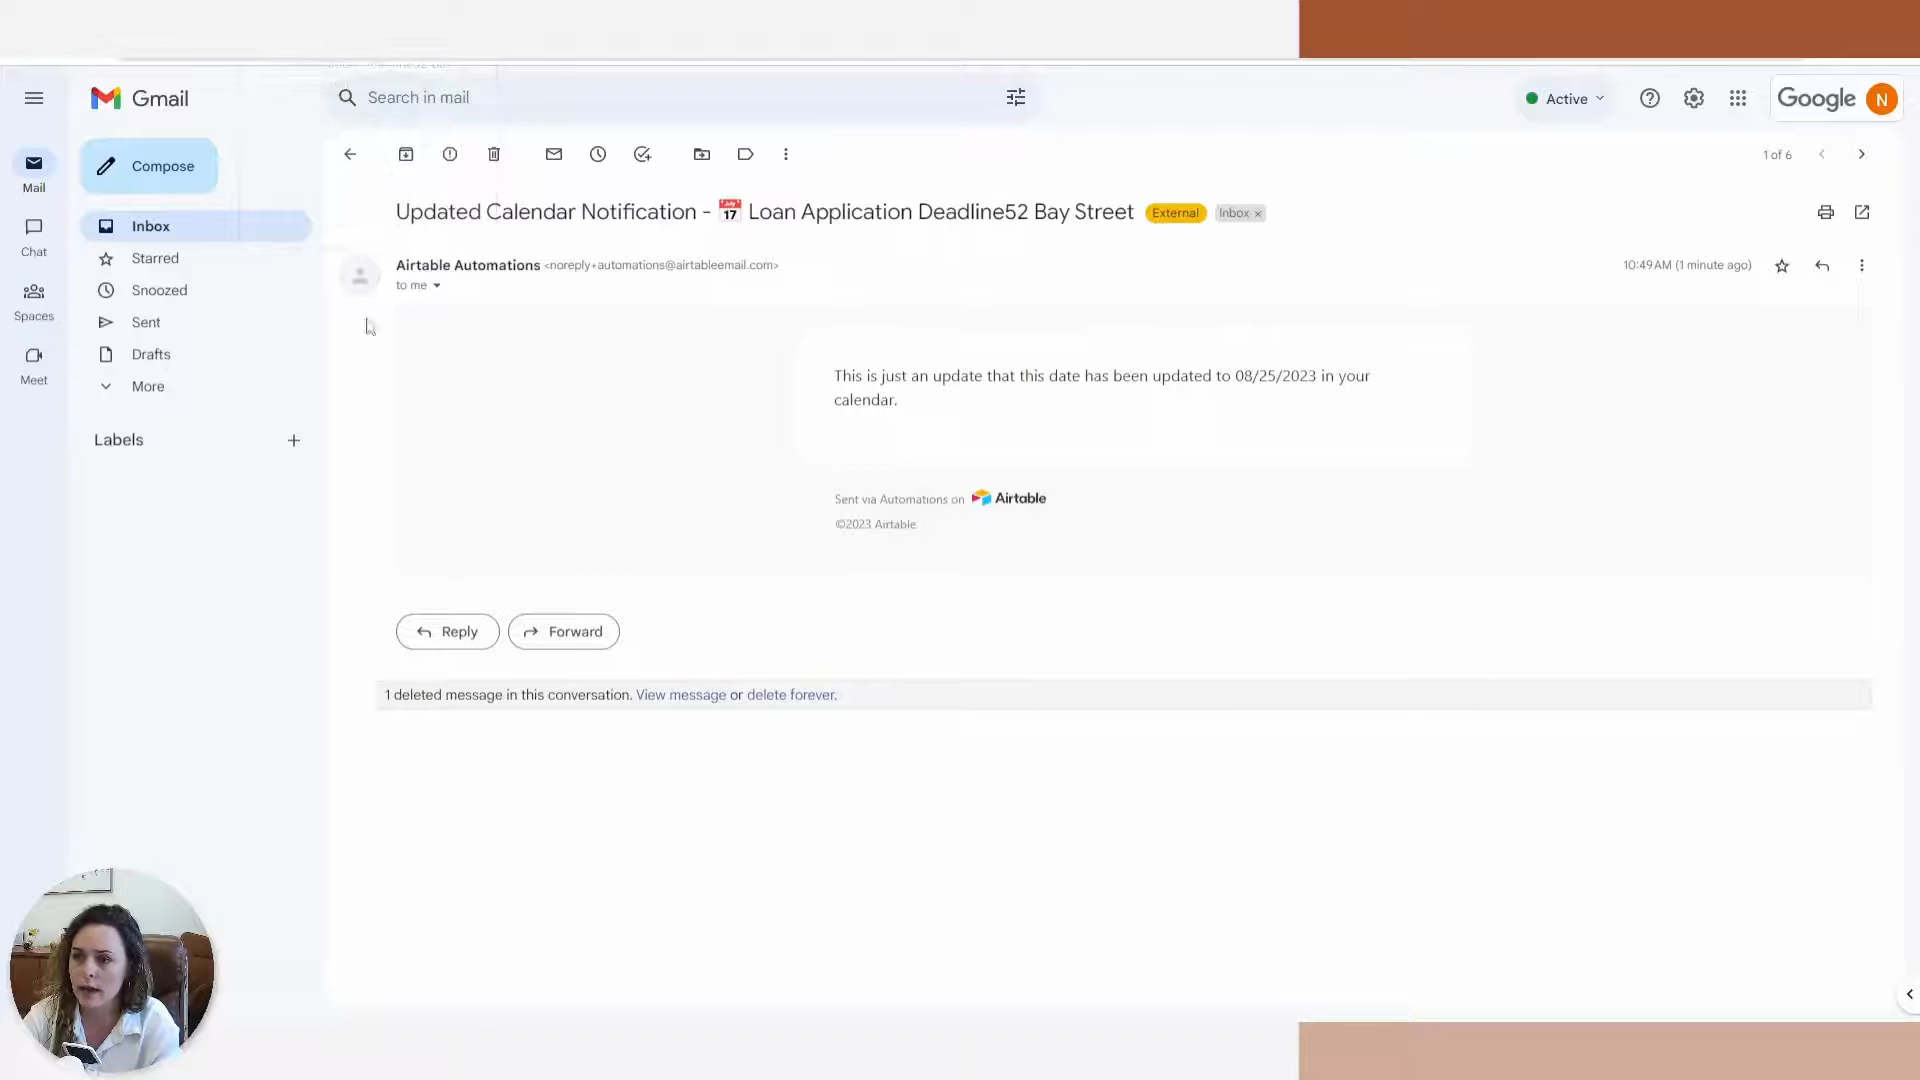 Gmail
Search in mail
Active
Google
N
Mail
Compose
1 of 6
Inbox
Updated Calendar Notification - 📅 Loan Application Deadline52 Bay Street
External
Inbox ×
Chat
Starred
Airtable Automations <noreply+automations@airtableemail.com>
10:49 AM (1 minute ago)
to me
Snoozed
Spaces
Sent
Drafts
Meet
More
This is just an update that this date has been updated to 08/25/2023 in your
calendar.
Labels
Sent via Automations on Airtable
©2023 Airtable
Reply
Forward
1 deleted message in this conversation. View message or delete forever.